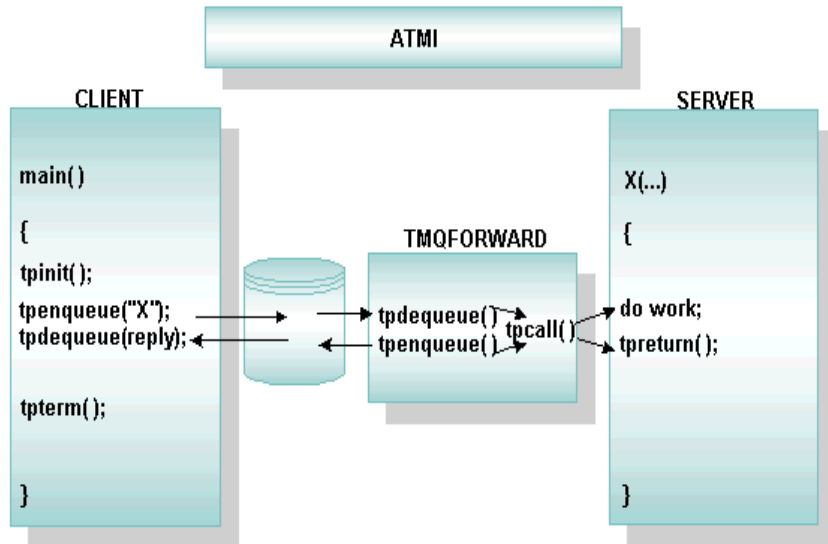 ATMI
CLIENT
main( )
{
tpinit( );
tpenqueue("X");
tpdequeue(reply);
tpterm( );
}
TMQFORWARD
tpdequeue( )
tpenqueue( )
tpcall( )
SERVER
X(...)
{
do work;
tpreturn( );
}